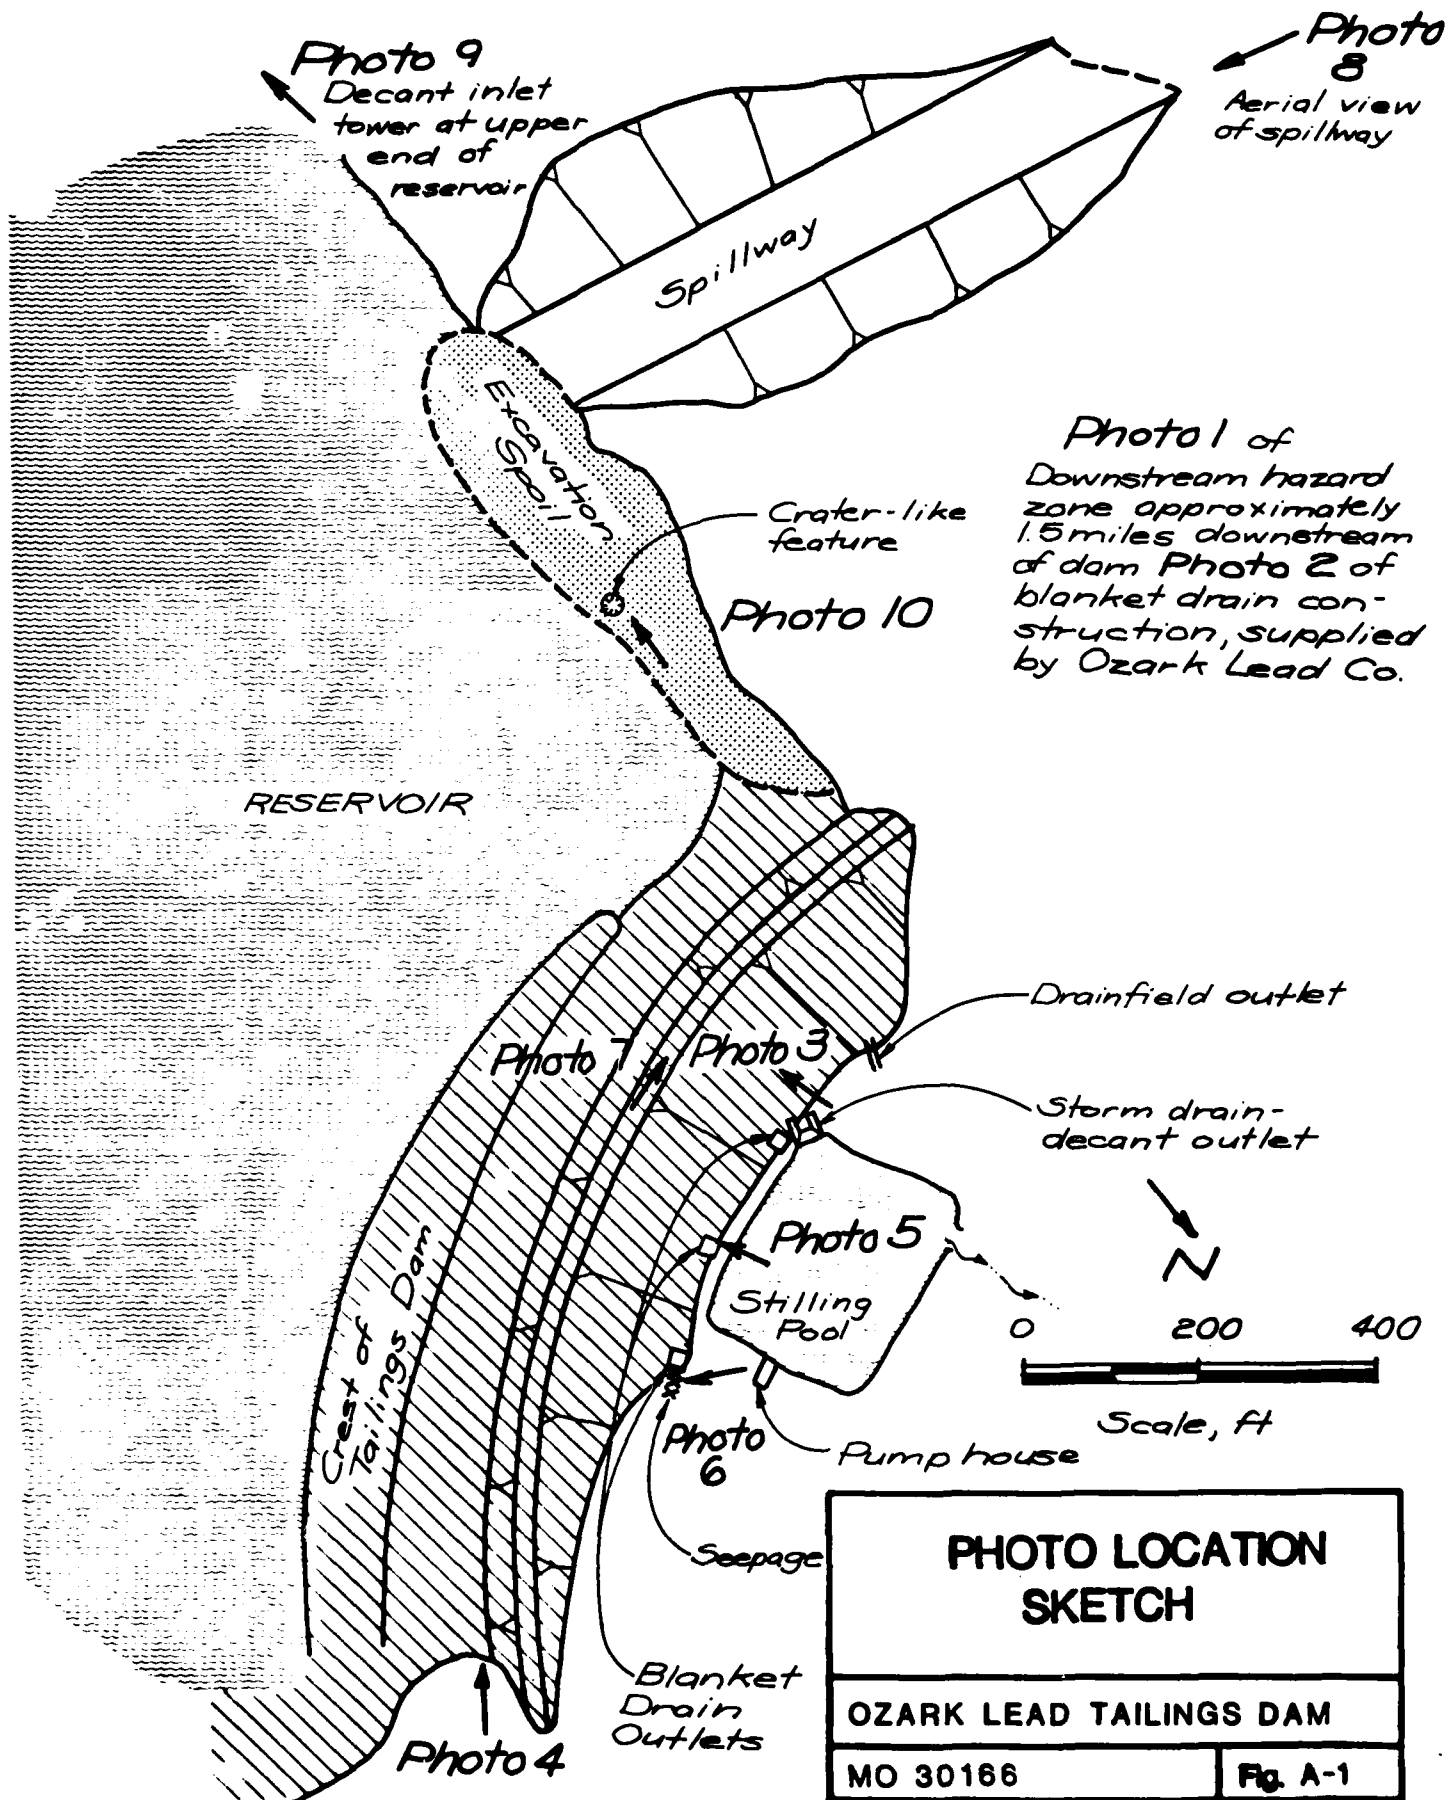 Photo 9
Decant inlet
tower at upper
end of
reservoir
Photo
8
Aerial view
of spillway
Spillway
Excavation
Spoil
Photo 1 of
Downstream hazard
zone approximately
1.5 miles downstream
of dam Photo 2 of
blanket drain con-
struction, supplied
by Ozark Lead Co.
Crater-like
feature
Photo 10
RESERVOIR
Drainfield outlet
Photo 7
Photo 3
Storm drain-
decant outlet
N
Photo 5
Stilling
Pool
0 200 400
Scale, ft
Crest of
Tailings Dam
Photo
6
Pump house
Seepage
Blanket
Drain
Outlets
Photo 4
PHOTO LOCATION
SKETCH
OZARK LEAD TAILINGS DAM
MO 30166
Fig. A-1